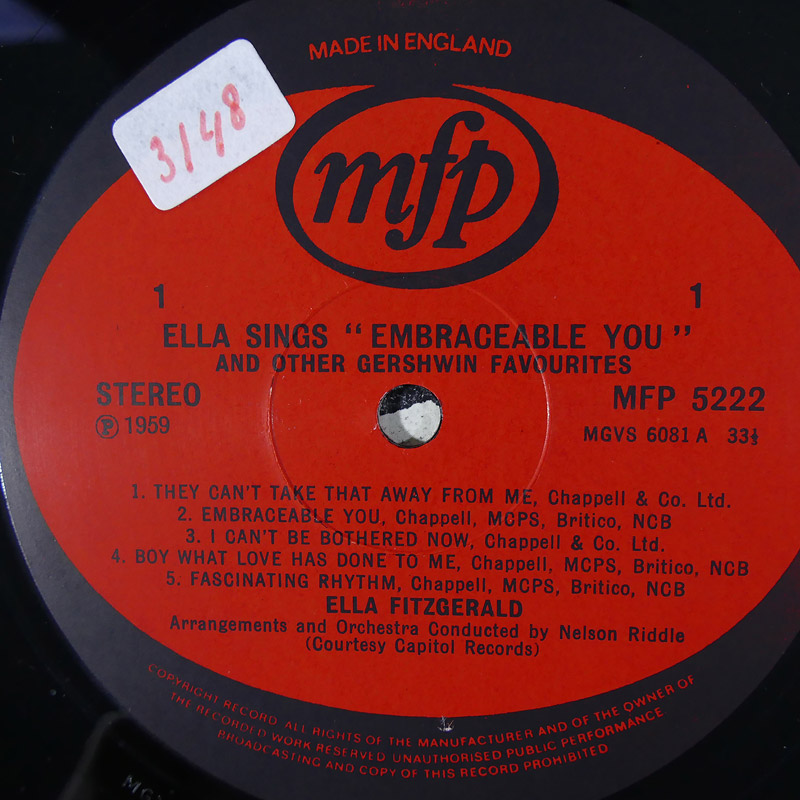 MADE IN ENGLAND
3148
mfp
1 1
ELLA SINGS "EMBRACEABLE YOU"
AND OTHER GERSHWIN FAVOURITES
STEREO MFP 5222
Ⓟ 1959 MGVS 6081 A 33⅓
1. THEY CAN'T TAKE THAT AWAY FROM ME, Chappell & Co. Ltd.
2. EMBRACEABLE YOU, Chappell, MCPS, Britico, NCB
3. I CAN'T BE BOTHERED NOW, Chappell & Co. Ltd.
4. BOY WHAT LOVE HAS DONE TO ME, Chappell, MCPS, Britico, NCB
5. FASCINATING RHYTHM, Chappell, MCPS, Britico, NCB
ELLA FITZGERALD
Arrangements and Orchestra Conducted by Nelson Riddle
(Courtesy Capitol Records)
COPYRIGHT RECORD ALL RIGHTS OF THE MANUFACTURER AND OF THE OWNER OF
THE RECORDED WORK RESERVED UNAUTHORISED PUBLIC PERFORMANCE
BROADCASTING AND COPY OF THIS RECORD PROHIBITED